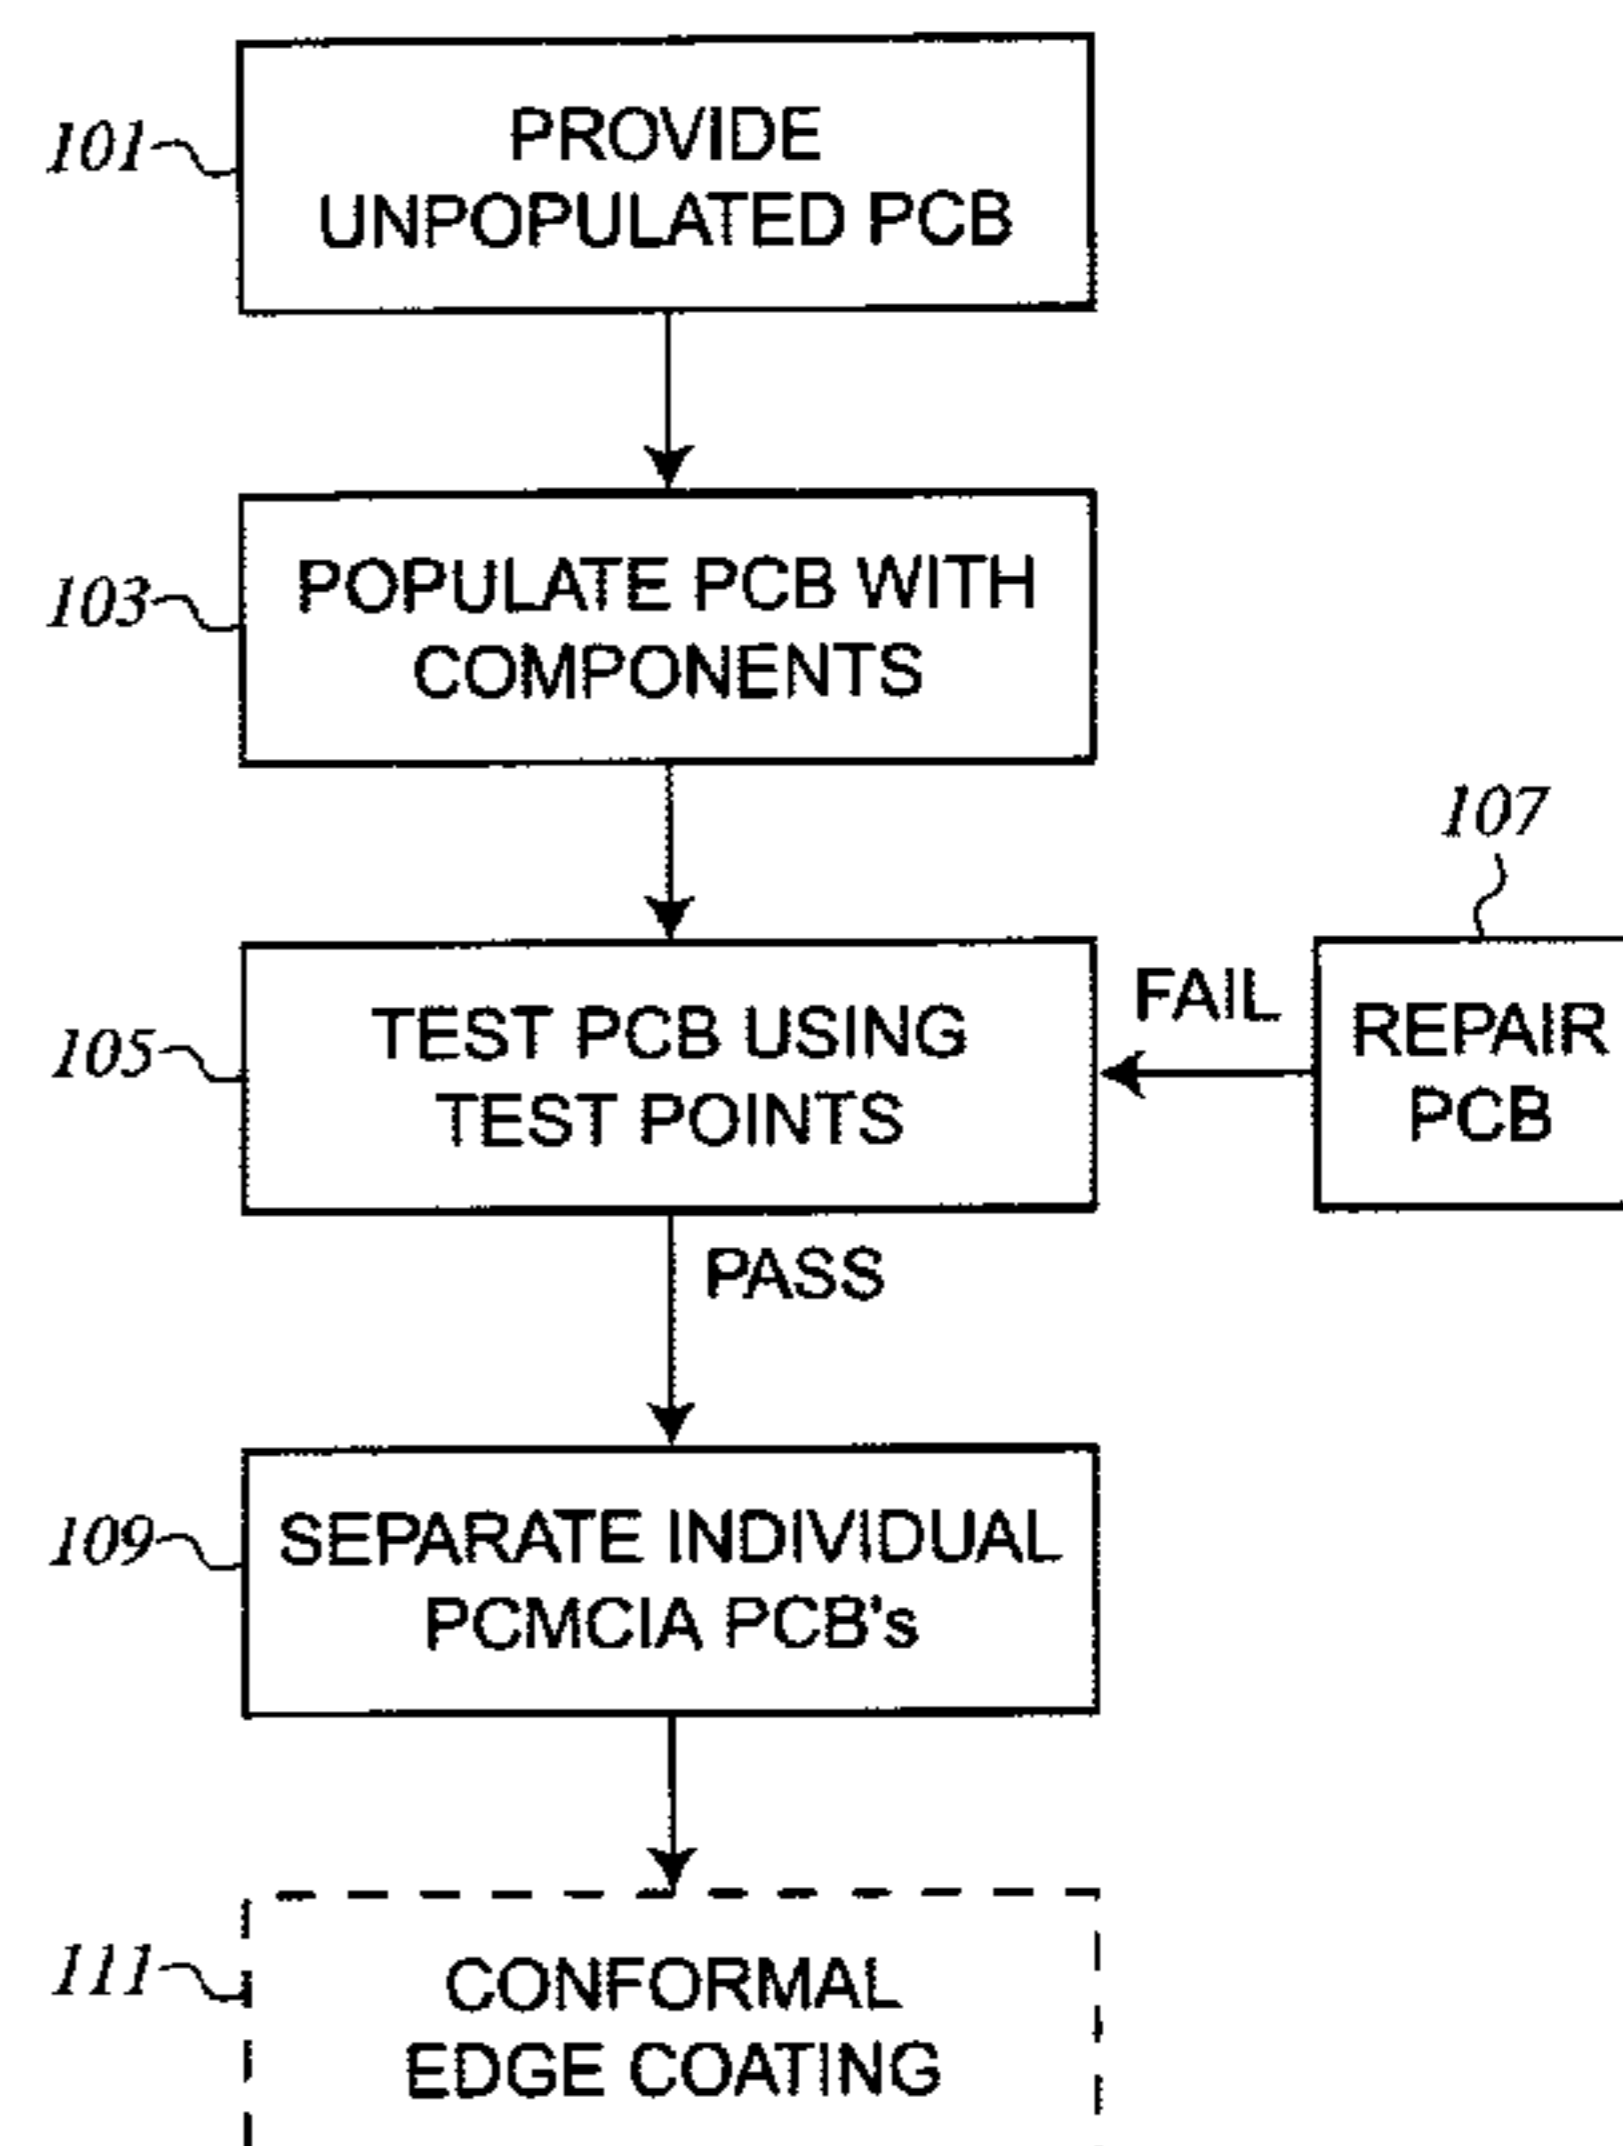 101
PROVIDE
UNPOPULATED PCB
103
POPULATE PCB WITH
COMPONENTS
107
105
TEST PCB USING
TEST POINTS
FAIL
REPAIR
PCB
PASS
109
SEPARATE INDIVIDUAL
PCMCIA PCB's
111
CONFORMAL
EDGE COATING